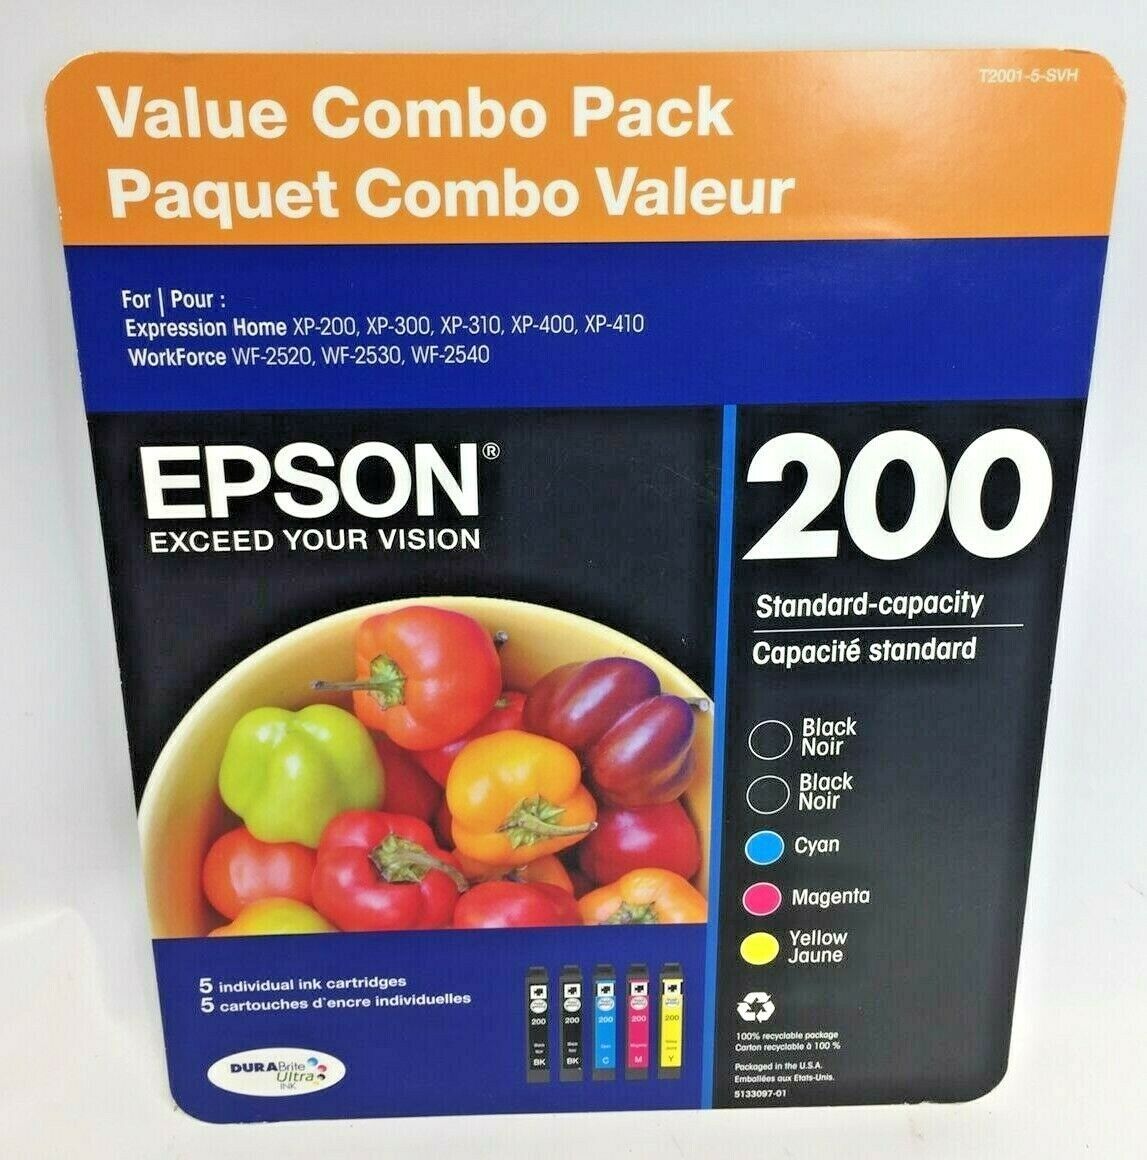 T2001-5-SVH
Value Combo Pack
Paquet Combo Valeur
For | Pour :
Expression Home XP-200, XP-300, XP-310, XP-400, XP-410
WorkForce WF-2520, WF-2530, WF-2540
EPSON®
EXCEED YOUR VISION
200
Standard-capacity
Capacité standard
Black
Noir
Black
Noir
Cyan
Magenta
Yellow
Jaune
5 individual ink cartridges
5 cartouches d'encre individuelles
200 200 200 200 200
BK BK C M Y
DURABrite
Ultra
INK
100% recyclable package
Carton recyclable à 100 %
Packaged in the U.S.A.
Emballées aux Etats-Unis.
5133097-01